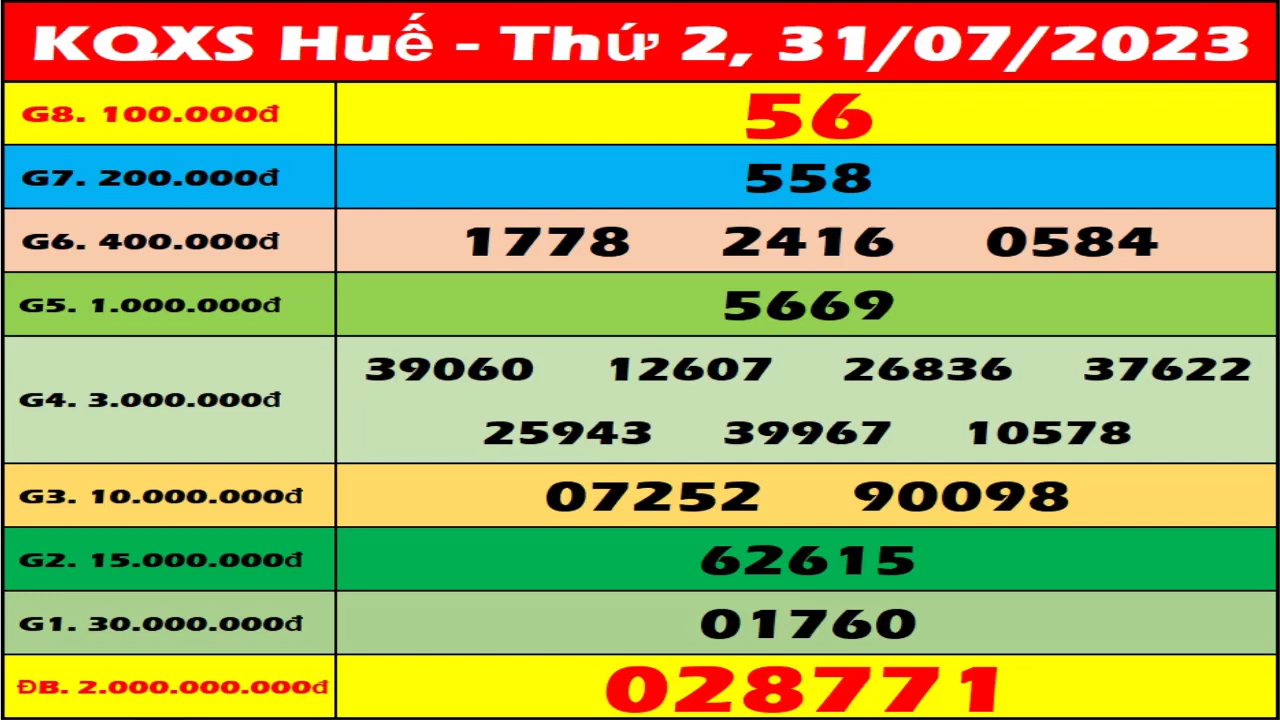 KQXS Huế - Thứ 2, 31/07/2023
G8. 100.000đ 56
G7. 200.000đ 558
G6. 400.000đ 1778 2416 0584
G5. 1.000.000đ 5669
G4. 3.000.000đ 39060 12607 26836 37622
25943 39967 10578
G3. 10.000.000đ 07252 90098
G2. 15.000.000đ 62615
G1. 30.000.000đ 01760
ĐB. 2.000.000.000đ 028771